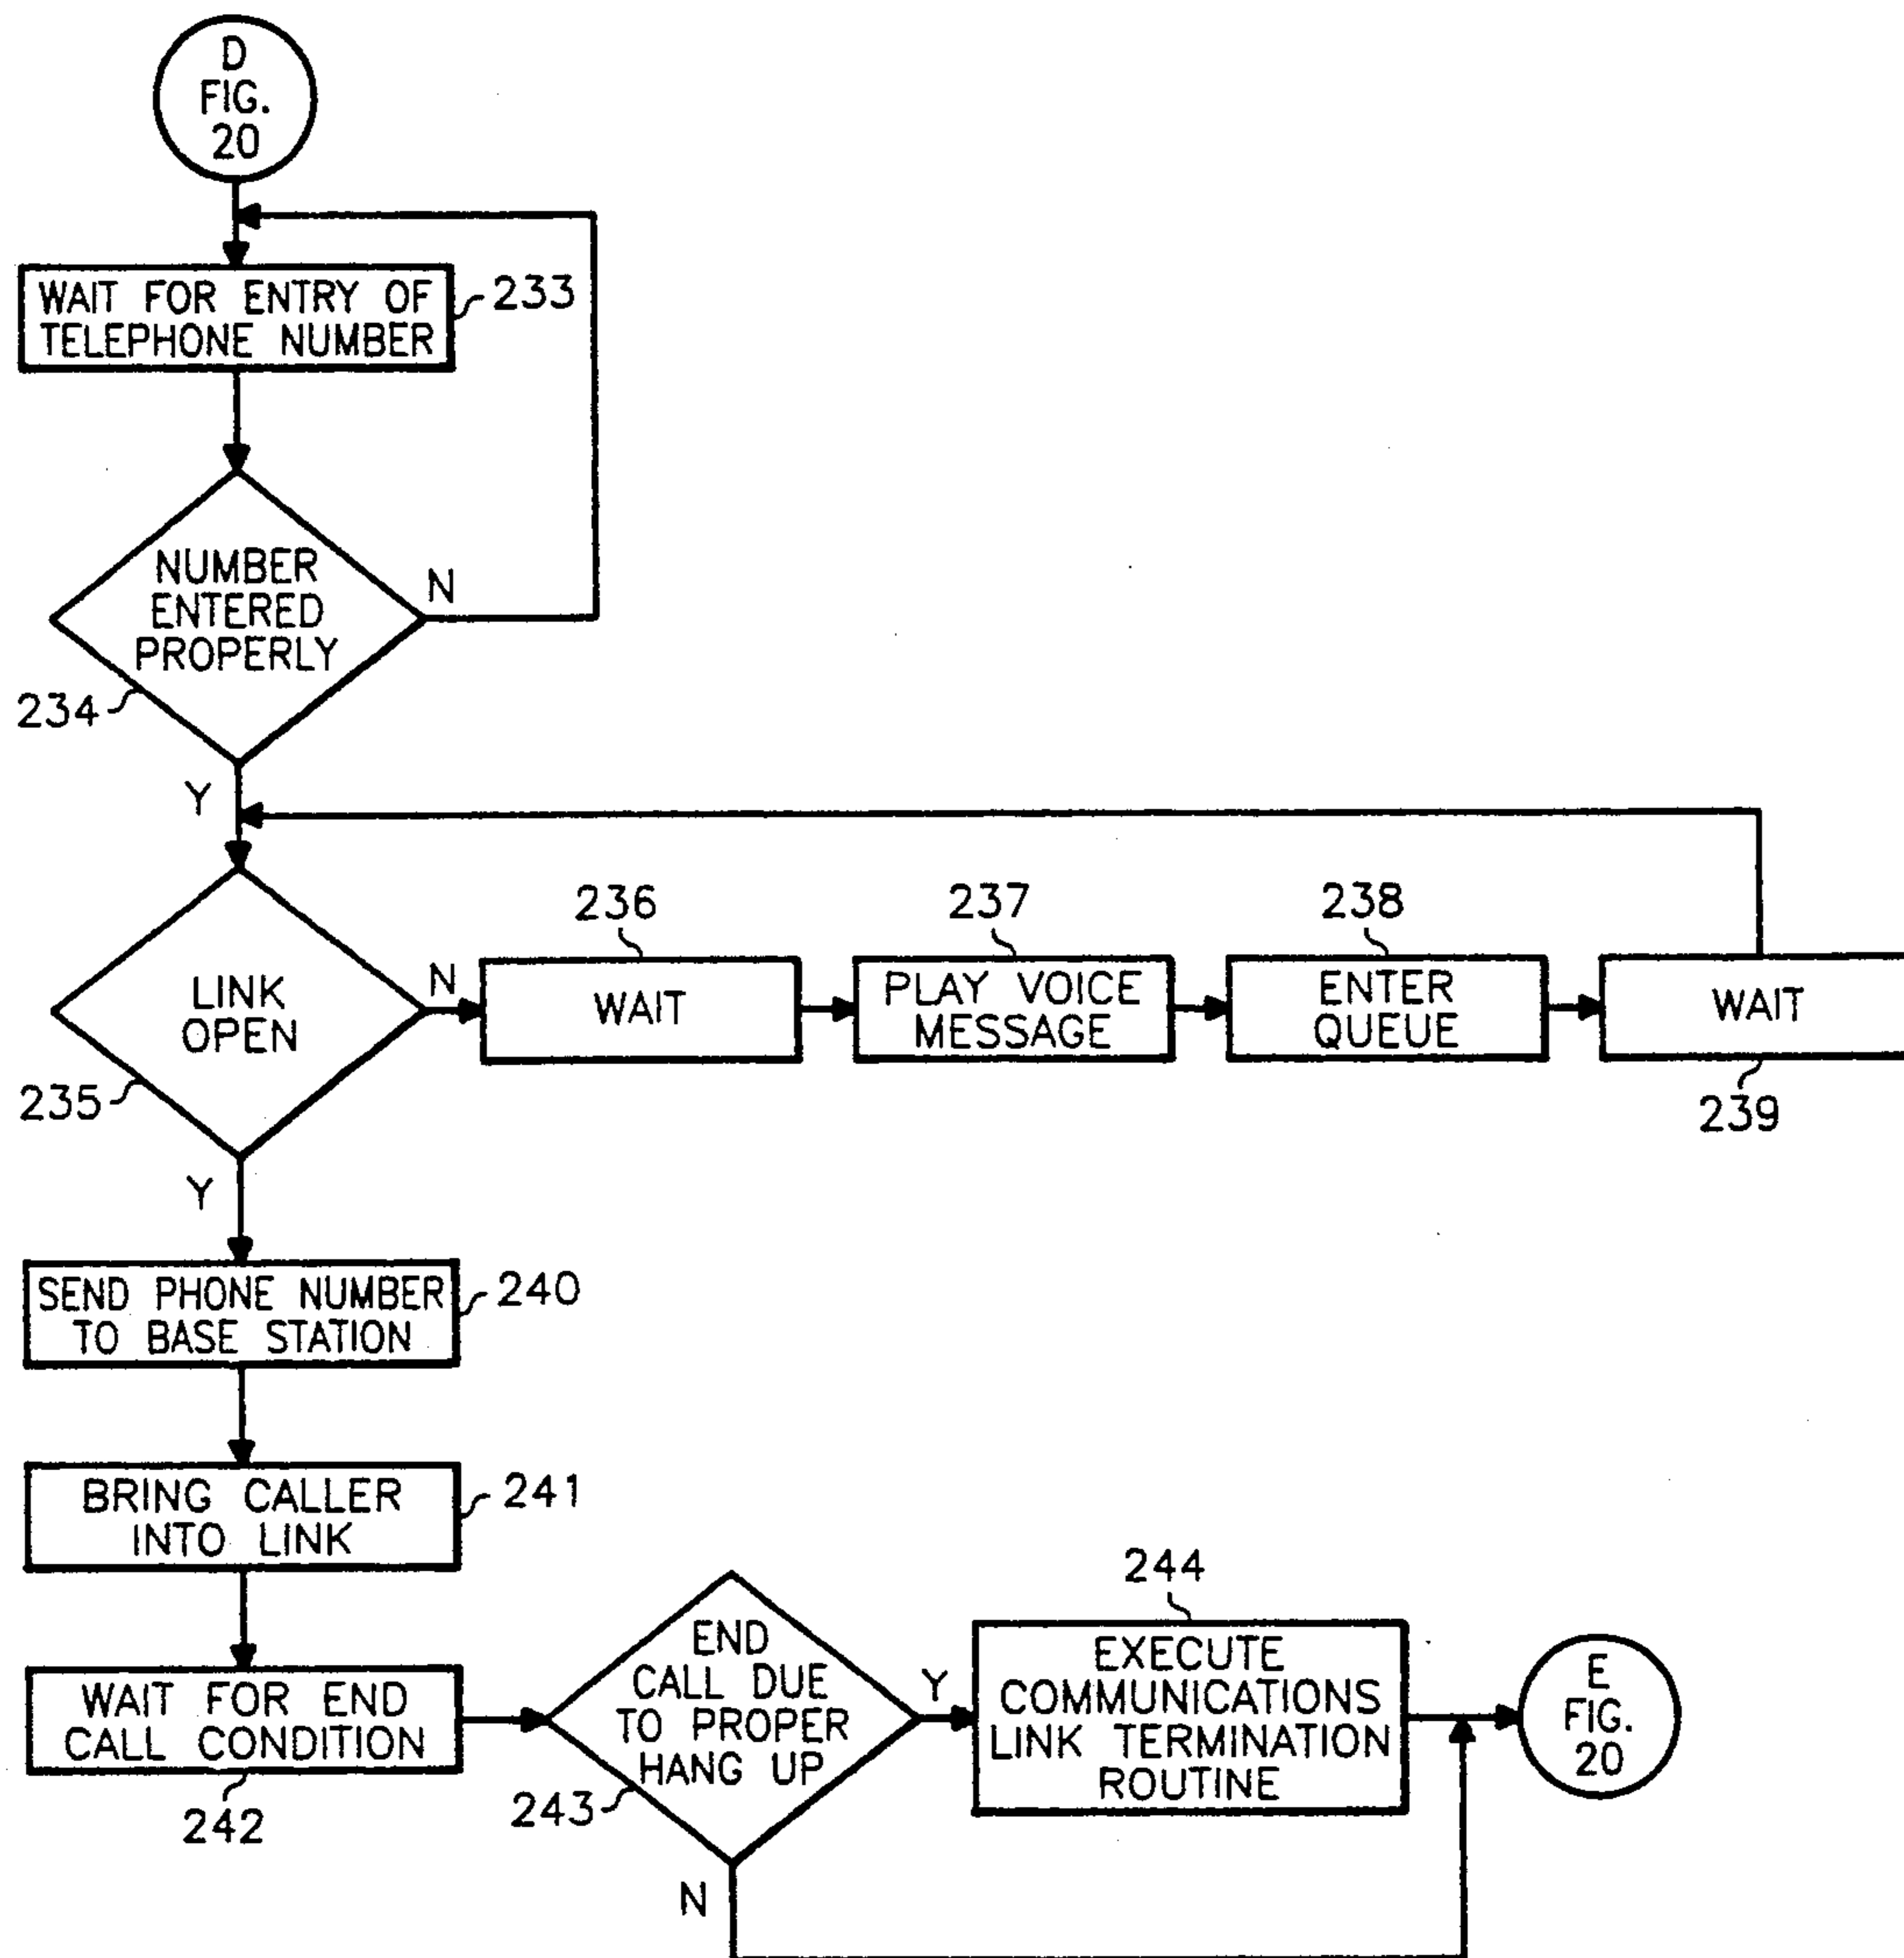 D
FIG.
20
WAIT FOR ENTRY OF
TELEPHONE NUMBER
233
NUMBER
ENTERED
PROPERLY
N
234
Y
LINK
OPEN
N
235
236
WAIT
237
PLAY VOICE
MESSAGE
238
ENTER
QUEUE
WAIT
239
Y
SEND PHONE NUMBER
TO BASE STATION
240
BRING CALLER
INTO LINK
241
WAIT FOR END
CALL CONDITION
242
END
CALL DUE
TO PROPER
HANG UP
243
Y
N
244
EXECUTE
COMMUNICATIONS
LINK TERMINATION
ROUTINE
E
FIG.
20